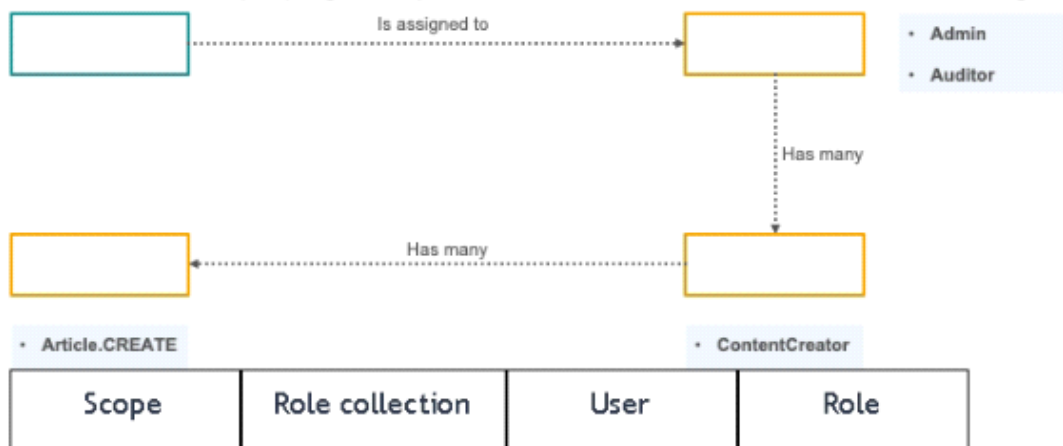 Is assigned to
• Admin
• Auditor
Has many
Has many
• Article.CREATE
• ContentCreator
Scope
Role collection
User
Role